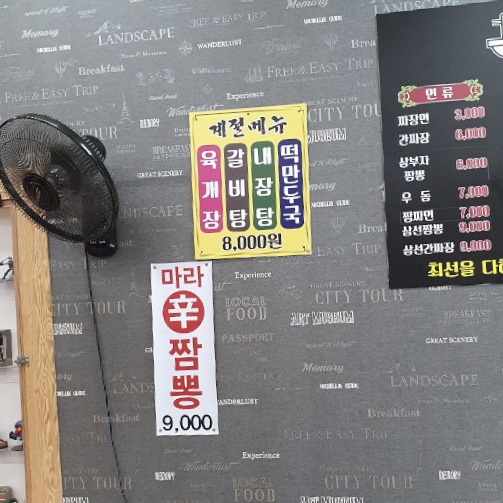 계절메뉴
육개장
갈비탕
내장탕
떡만두국
8,000원
마라
辛
짬
뽕
9,000
면류
짜장면 3,000
간짜장 6,000
삼부자
짬뽕 6,000
우동 7,000
짬짜면 7,000
삼선짬뽕 9,000
삼선간짜장 9,000
최선을 다
LANDSCAPE
FREE & EASY TRIP
Memory
MICHELIN GUIDE
WANDERLUST
Breakfast
Experience
CITY TOUR
ART MUSEUM
GREAT SCENERY
LOCAL
FOOD
PASSPORT